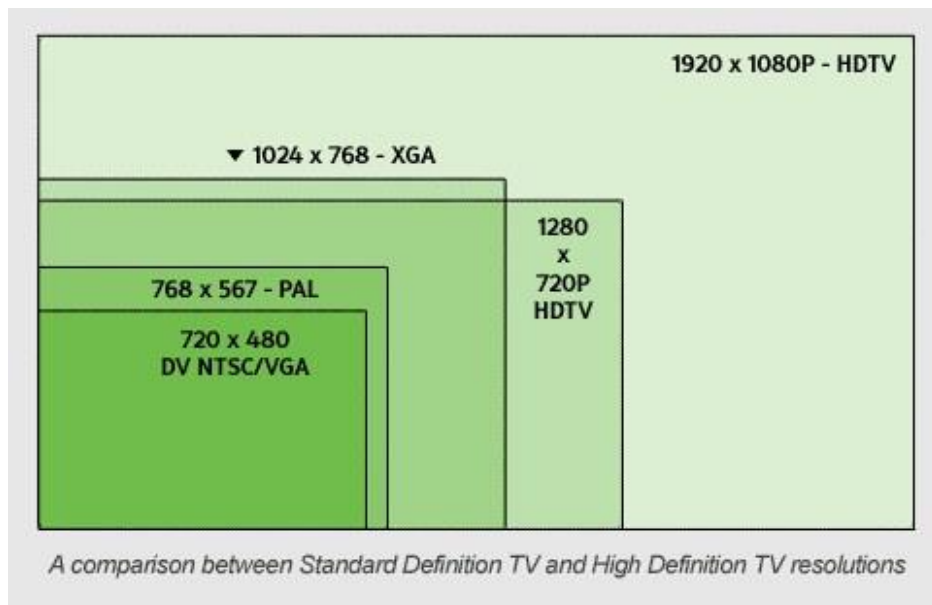 1920 x 1080P - HDTV
▼ 1024 x 768 - XGA
1280
x
720P
HDTV
768 x 567 - PAL
720 x 480
DV NTSC/VGA
A comparison between Standard Definition TV and High Definition TV resolutions